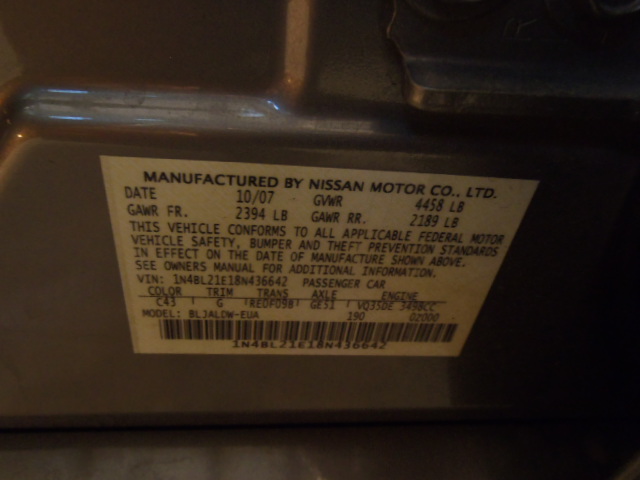 MANUFACTURED BY NISSAN MOTOR CO., LTD.
DATE 10/07 GVWR 4458 LB
GAWR FR. 2394 LB GAWR RR. 2189 LB
THIS VEHICLE CONFORMS TO ALL APPLICABLE FEDERAL MOTOR
VEHICLE SAFETY, BUMPER AND THEFT PREVENTION STANDARDS
IN EFFECT ON THE DATE OF MANUFACTURE SHOWN ABOVE.
SEE OWNERS MANUAL FOR ADDITIONAL INFORMATION.
VIN: 1N4BL21E18N436642 PASSENGER CAR
COLOR TRIM TRANS AXLE ENGINE
C43 G RE0F09B GE51 VQ35DE 3498CC
MODEL: BLJALDW-EUA 190 02000
1N4BL21E18N436642